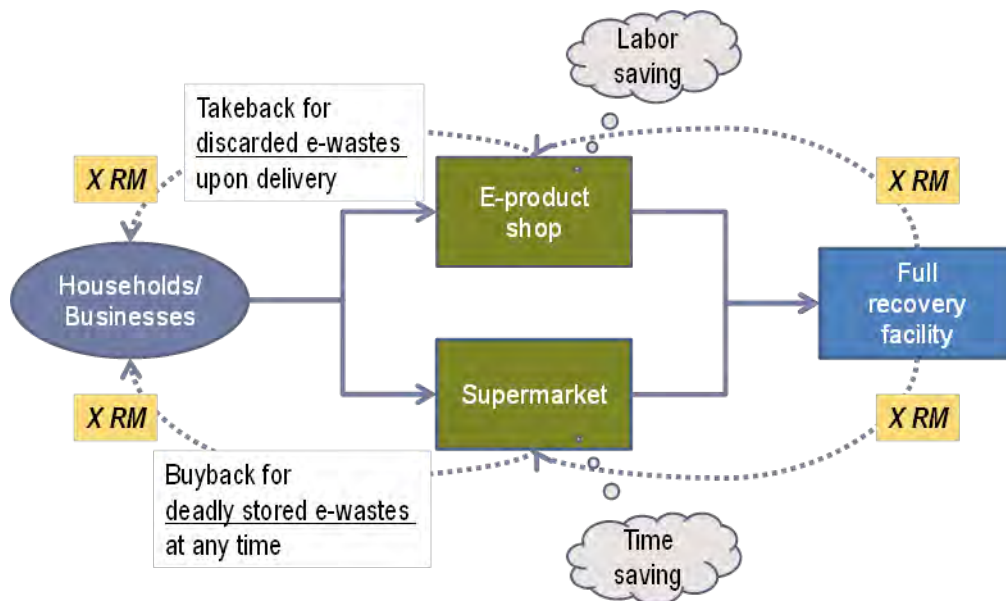 Labor
saving
Takeback for
discarded e-wastes
upon delivery
X RM
X RM
E-product
shop
Households/
Businesses
Full
recovery
facility
Supermarket
X RM
X RM
Buyback for
deadly stored e-wastes
at any time
Time
saving